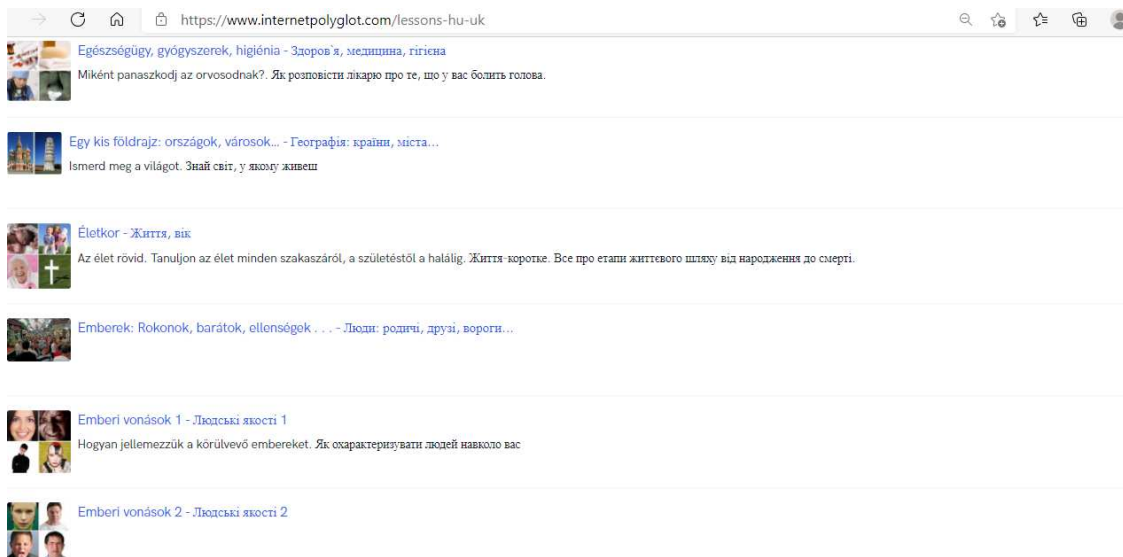 https://www.internetpolyglot.com/lessons-hu-uk
Egészségügy, gyógyszerek, higiénia - Здоров`я, медицина, гігієна
Miként panaszkodj az orvosodnak?. Як розповісти лікарю про те, що у вас болить голова.
Egy kis földrajz: országok, városok... - Географія: країни, міста...
Ismerd meg a világot. Знай світ, у якому живеш
Életkor - Життя, вік
Az élet rövid. Tanuljon az élet minden szakaszáról, a születéstől a halálig. Життя-коротке. Все про етапи життєвого шляху від народження до смерті.
Emberek: Rokonok, barátok, ellenségek . . . - Люди: родичі, друзі, вороги...
Emberi vonások 1 - Людські якості 1
Hogyan jellemezzük a körülvevő embereket. Як охарактеризувати людей навколо вас
Emberi vonások 2 - Людські якості 2